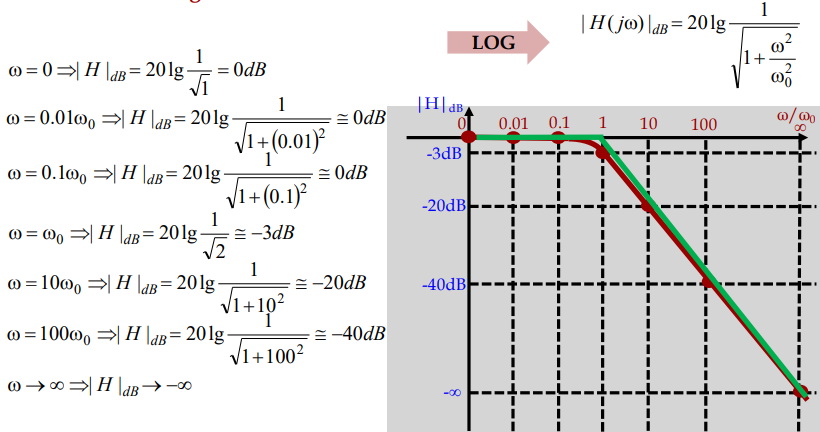 LOG
|H(jω)|dB = 20lg 1/√(1+ω²/ω₀²)
ω = 0 ⇒| H |dB = 20lg 1/√1 = 0dB
ω = 0.01ω₀ ⇒| H |dB = 20lg 1/√(1+(0.01)²) ≅ 0dB
ω = 0.1ω₀ ⇒| H |dB = 20lg 1/√(1+(0.1)²) ≅ 0dB
ω = ω₀ ⇒| H |dB = 20lg 1/√2 ≅ −3dB
ω = 10ω₀ ⇒| H |dB = 20lg 1/√(1+10²) ≅ −20dB
ω = 100ω₀ ⇒| H |dB = 20lg 1/√(1+100²) ≅ −40dB
ω → ∞ ⇒| H |dB → −∞
|H|dB
0 0.01 0.1 1 10 100 ∞
ω/ω₀
-3dB
-20dB
-40dB
-∞